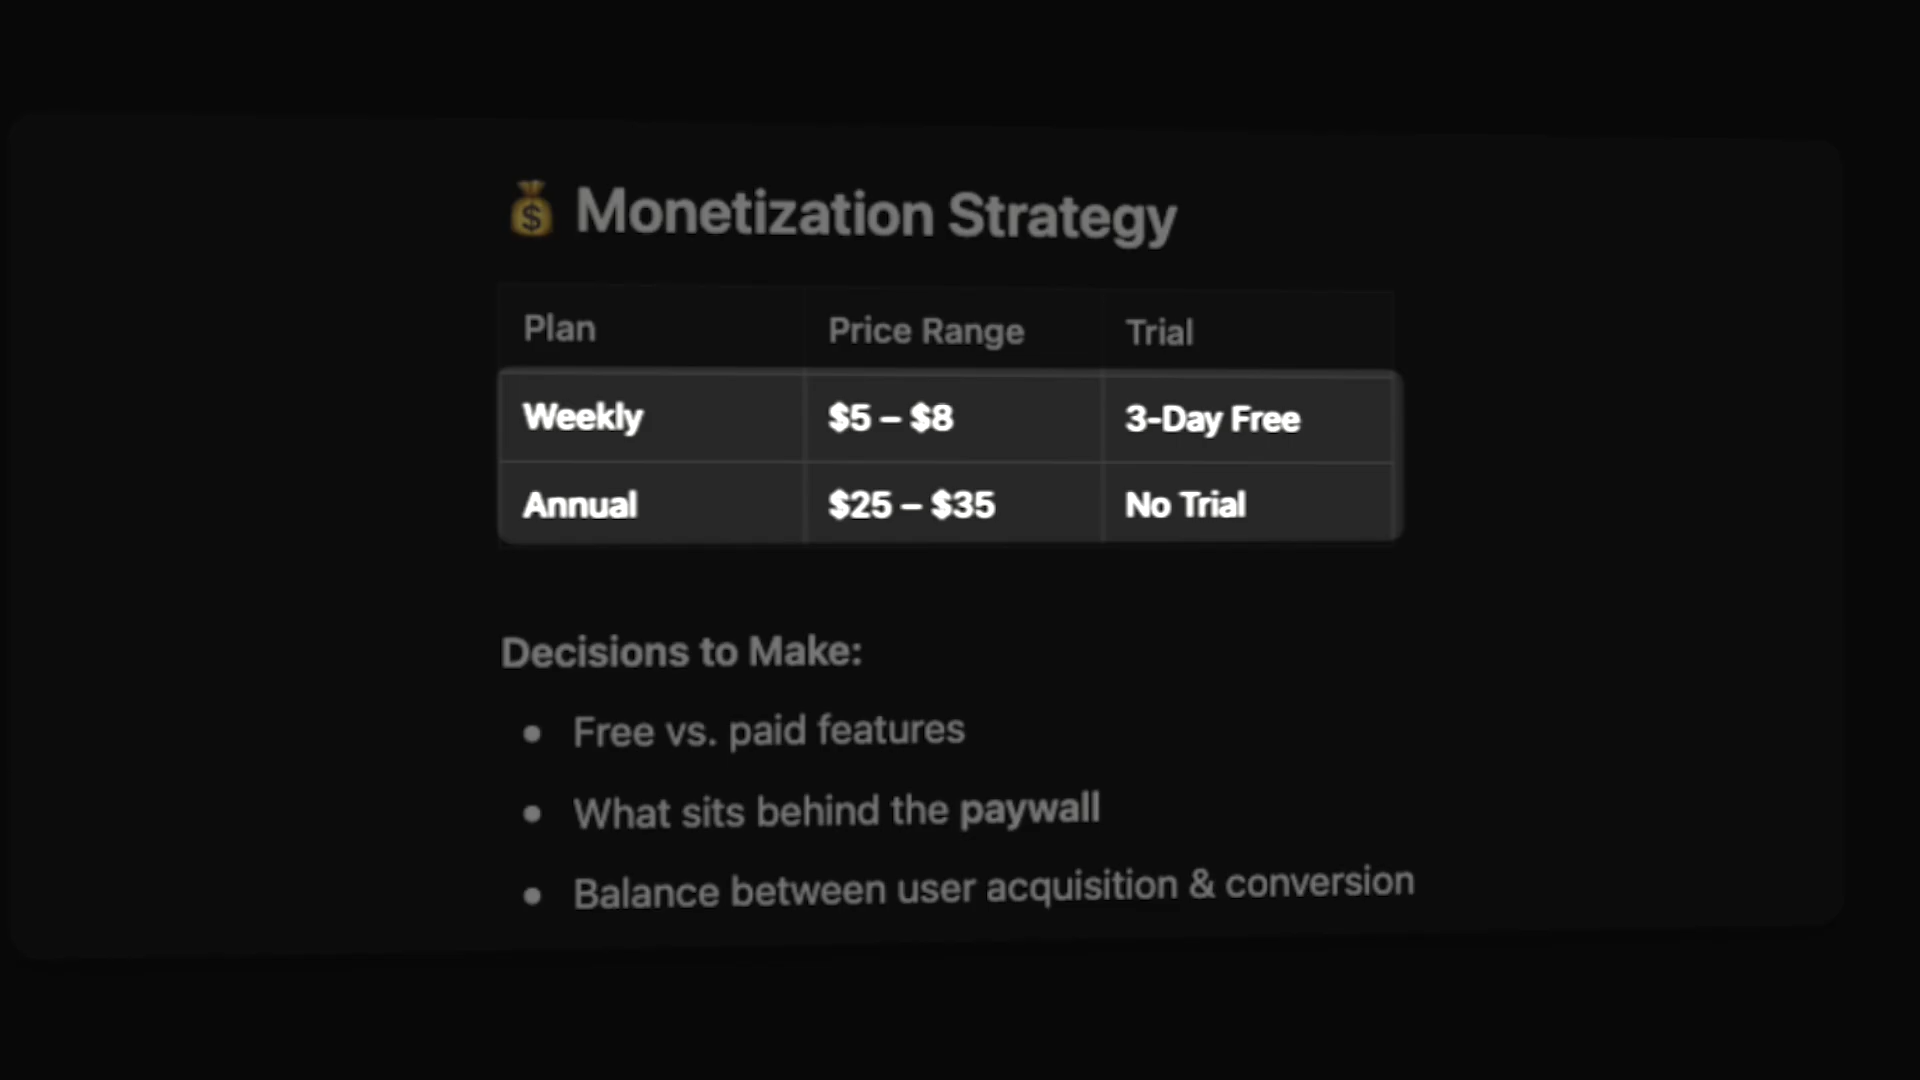 💰 Monetization Strategy
Plan Price Range Trial
Weekly $5 – $8 3-Day Free
Annual $25 – $35 No Trial
Decisions to Make:
• Free vs. paid features
• What sits behind the paywall
• Balance between user acquisition & conversion